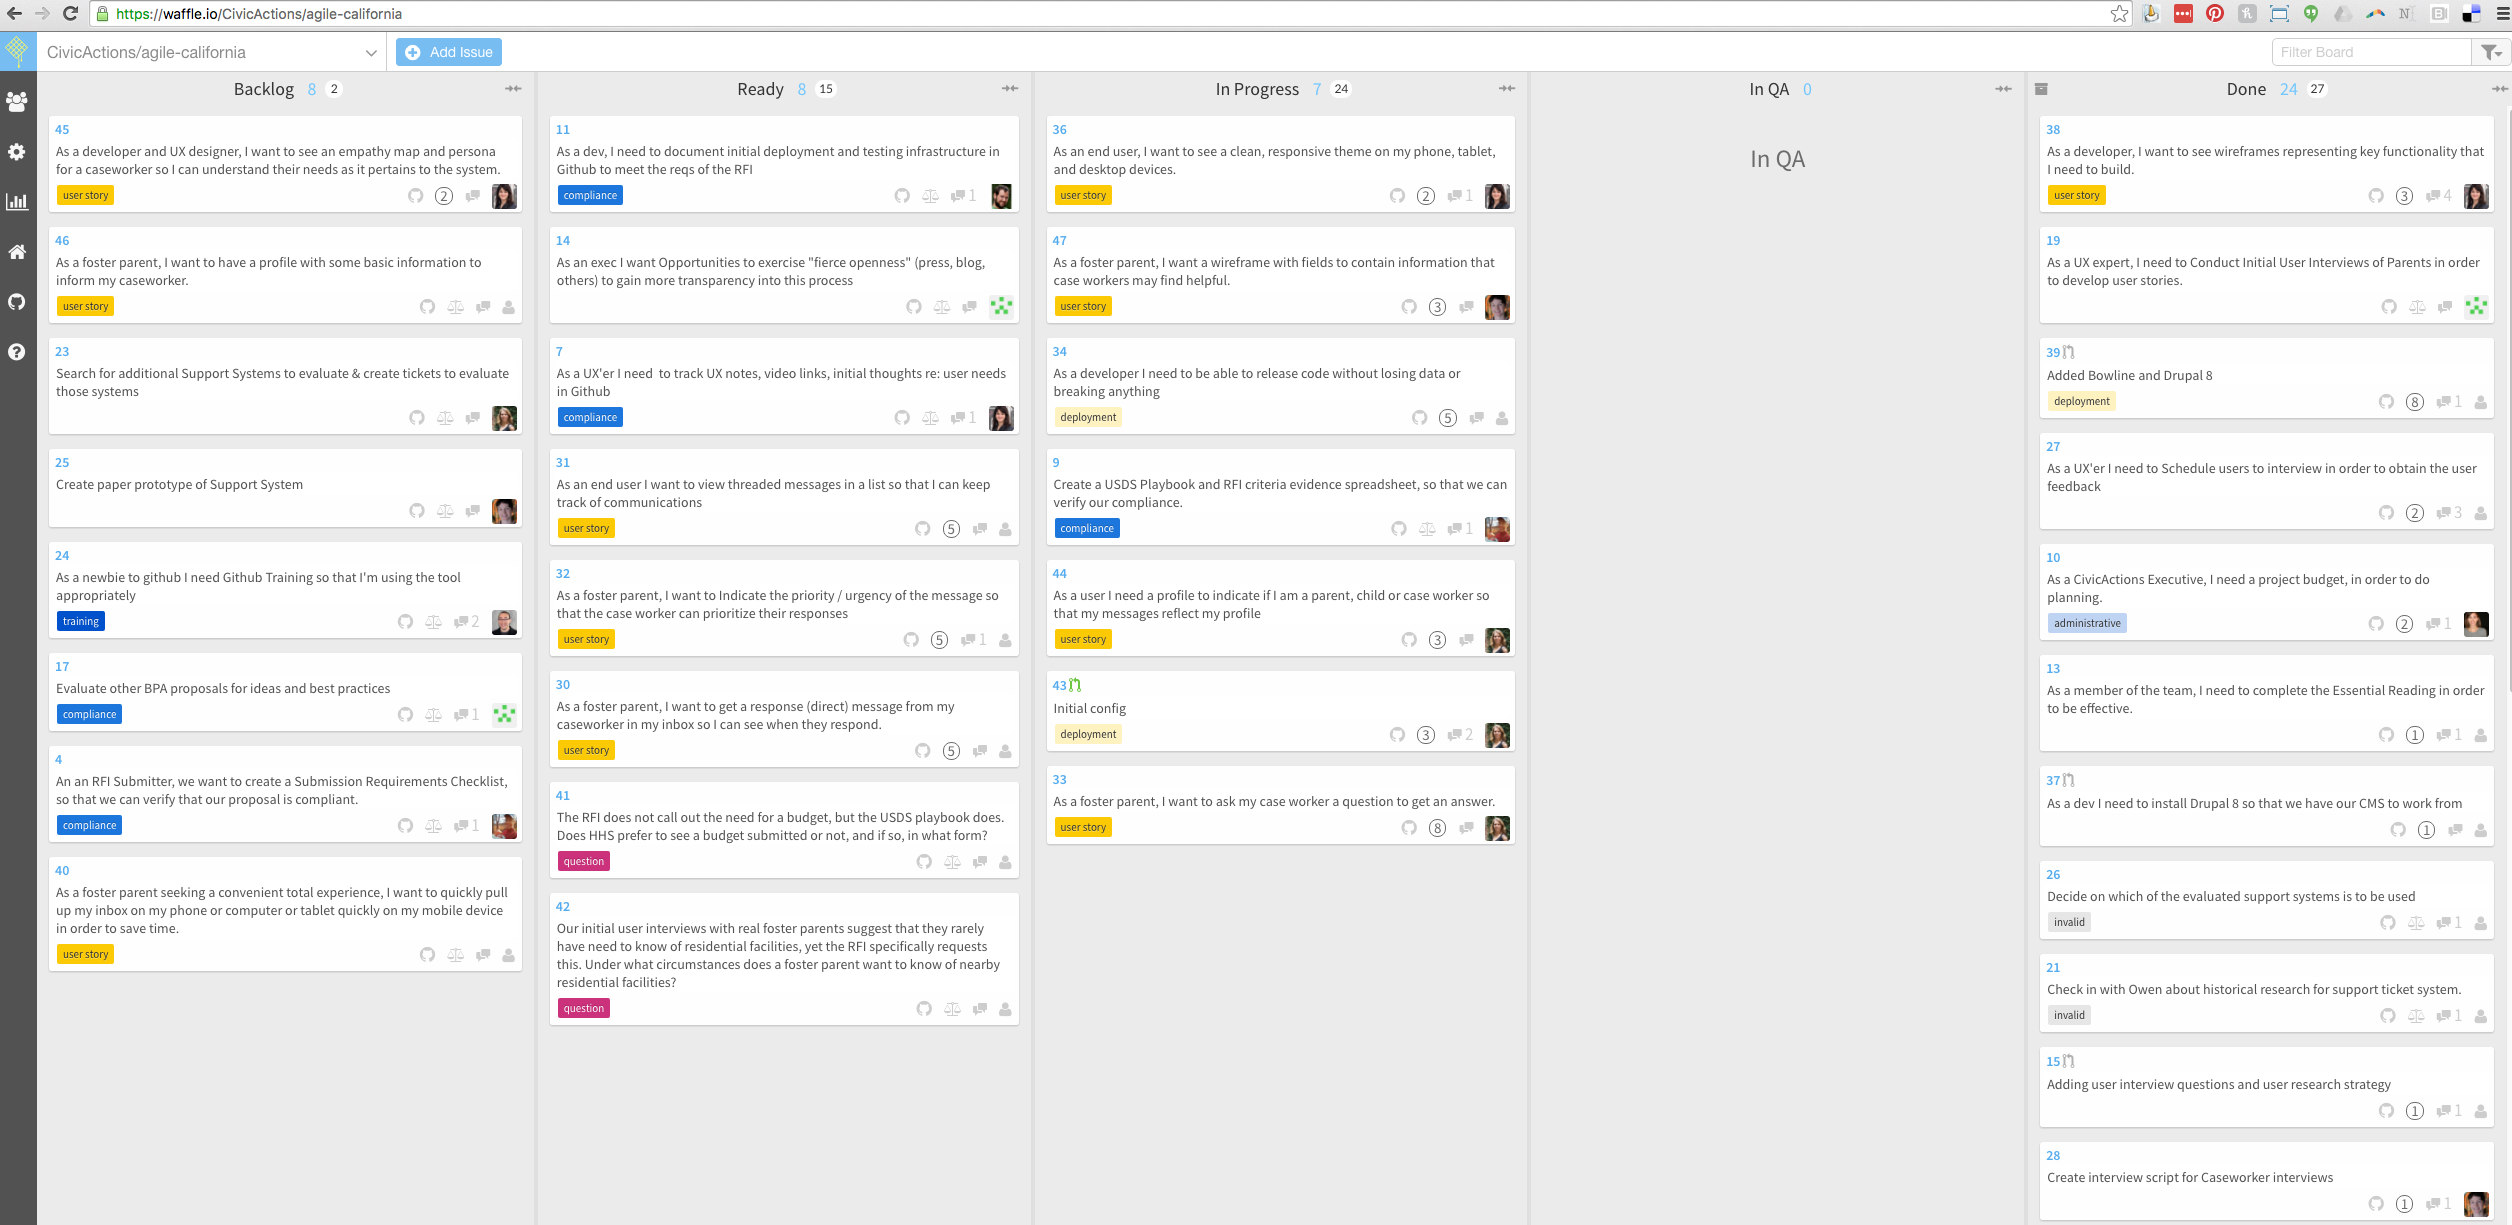 https://waffle.io/CivicActions/agile-california
CivicActions/agile-california
Add Issue
Filter Board
Backlog 8 2
45
As a developer and UX designer, I want to see an empathy map and persona
for a caseworker so I can understand their needs as it pertains to the system.
user story 2
46
As a foster parent, I want to have a profile with some basic information to
inform my caseworker.
user story
23
Search for additional Support Systems to evaluate & create tickets to evaluate
those systems
25
Create paper prototype of Support System
24
As a newbie to github I need Github Training so that I'm using the tool
appropriately
training 2
17
Evaluate other BPA proposals for ideas and best practices
compliance 1
4
An an RFI Submitter, we want to create a Submission Requirements Checklist,
so that we can verify that our proposal is compliant.
compliance 1
40
As a foster parent seeking a convenient total experience, I want to quickly pull
up my inbox on my phone or computer or tablet quickly on my mobile device
in order to save time.
user story
Ready 8 15
11
As a dev, I need to document initial deployment and testing infrastructure in
Github to meet the reqs of the RFI
compliance 1
14
As an exec I want Opportunities to exercise "fierce openness" (press, blog,
others) to gain more transparency into this process
7
As a UX'er I need to track UX notes, video links, initial thoughts re: user needs
in Github
compliance 1
31
As an end user I want to view threaded messages in a list so that I can keep
track of communications
user story 5
32
As a foster parent, I want to Indicate the priority / urgency of the message so
that the case worker can prioritize their responses
user story 5 1
30
As a foster parent, I want to get a response (direct) message from my
caseworker in my inbox so I can see when they respond.
user story 5
41
The RFI does not call out the need for a budget, but the USDS playbook does.
Does HHS prefer to see a budget submitted or not, and if so, in what form?
question
42
Our initial user interviews with real foster parents suggest that they rarely
have need to know of residential facilities, yet the RFI specifically requests
this. Under what circumstances does a foster parent want to know of nearby
residential facilities?
question
In Progress 7 24
36
As an end user, I want to see a clean, responsive theme on my phone, tablet,
and desktop devices.
user story 2 1
47
As a foster parent, I want a wireframe with fields to contain information that
case workers may find helpful.
user story 3
34
As a developer I need to be able to release code without losing data or
breaking anything
deployment 5
9
Create a USDS Playbook and RFI criteria evidence spreadsheet, so that we can
verify our compliance.
compliance 1
44
As a user I need a profile to indicate if I am a parent, child or case worker so
that my messages reflect my profile
user story 3
43
Initial config
deployment 3 2
33
As a foster parent, I want to ask my case worker a question to get an answer.
user story 8
In QA 0
In QA
Done 24 27
38
As a developer, I want to see wireframes representing key functionality that
I need to build.
user story 3 4
19
As a UX expert, I need to Conduct Initial User Interviews of Parents in order
to develop user stories.
39
Added Bowline and Drupal 8
deployment 8 1
27
As a UX'er I need to Schedule users to interview in order to obtain the user
feedback
2 3
10
As a CivicActions Executive, I need a project budget, in order to do
planning.
administrative 2 1
13
As a member of the team, I need to complete the Essential Reading in order
to be effective.
1 1
37
As a dev I need to install Drupal 8 so that we have our CMS to work from
1
26
Decide on which of the evaluated support systems is to be used
invalid 1
21
Check in with Owen about historical research for support ticket system.
invalid 1
15
Adding user interview questions and user research strategy
1 1
28
Create interview script for Caseworker interviews
1 1